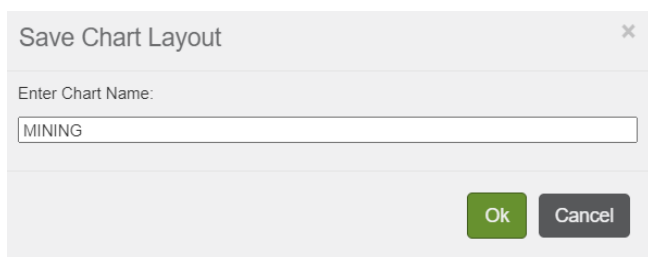 Save Chart Layout ×
Enter Chart Name:
MINING
Ok Cancel